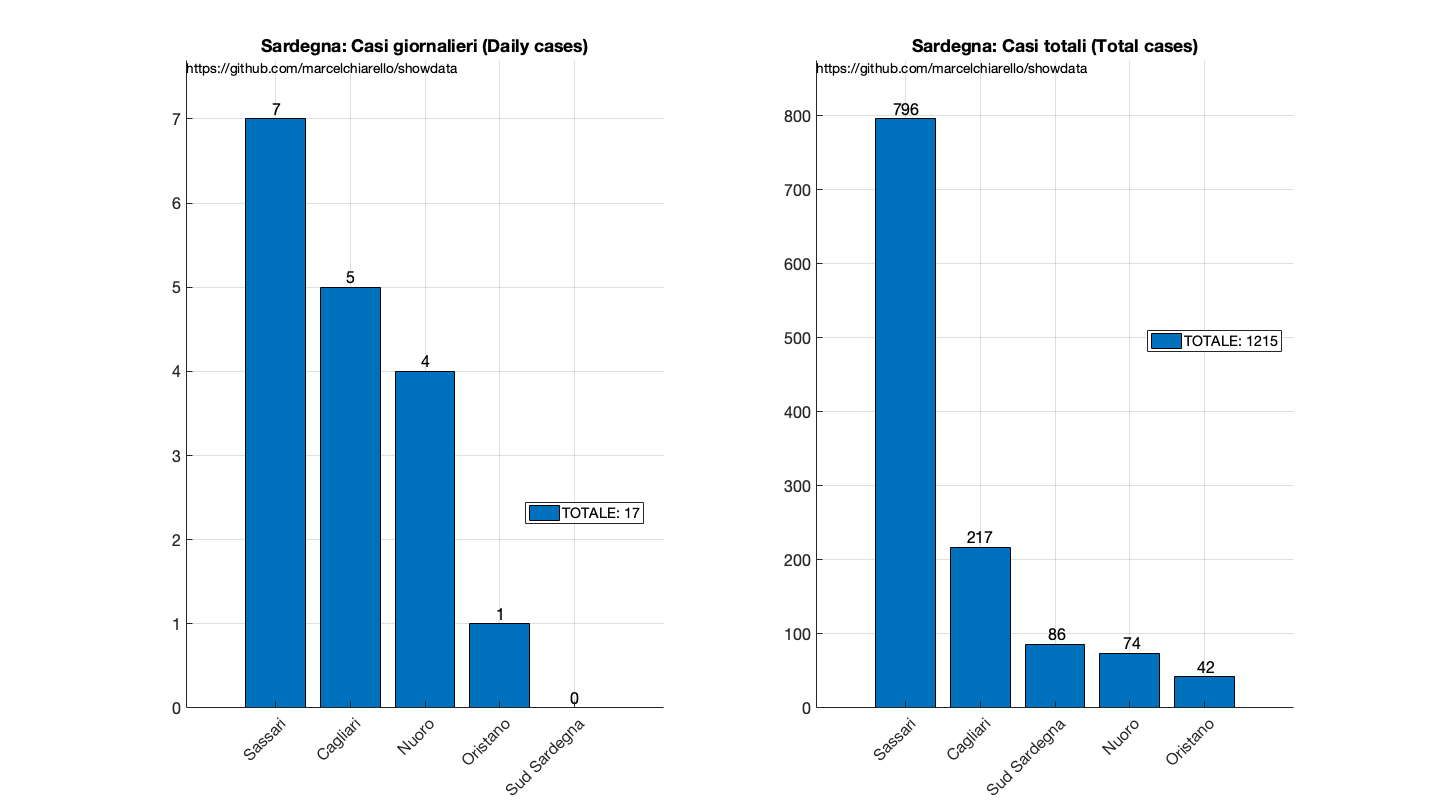 Sardegna: Casi giornalieri (Daily cases)
https://github.com/marcelchiarello/showdata
7
6
5
4
3
2
1
0
7
5
4
1
0
TOTALE: 17
Sassari
Cagliari
Nuoro
Oristano
Sud Sardegna
Sardegna: Casi totali (Total cases)
https://github.com/marcelchiarello/showdata
800
700
600
500
400
300
200
100
0
796
217
86
74
42
TOTALE: 1215
Sassari
Cagliari
Sud Sardegna
Nuoro
Oristano